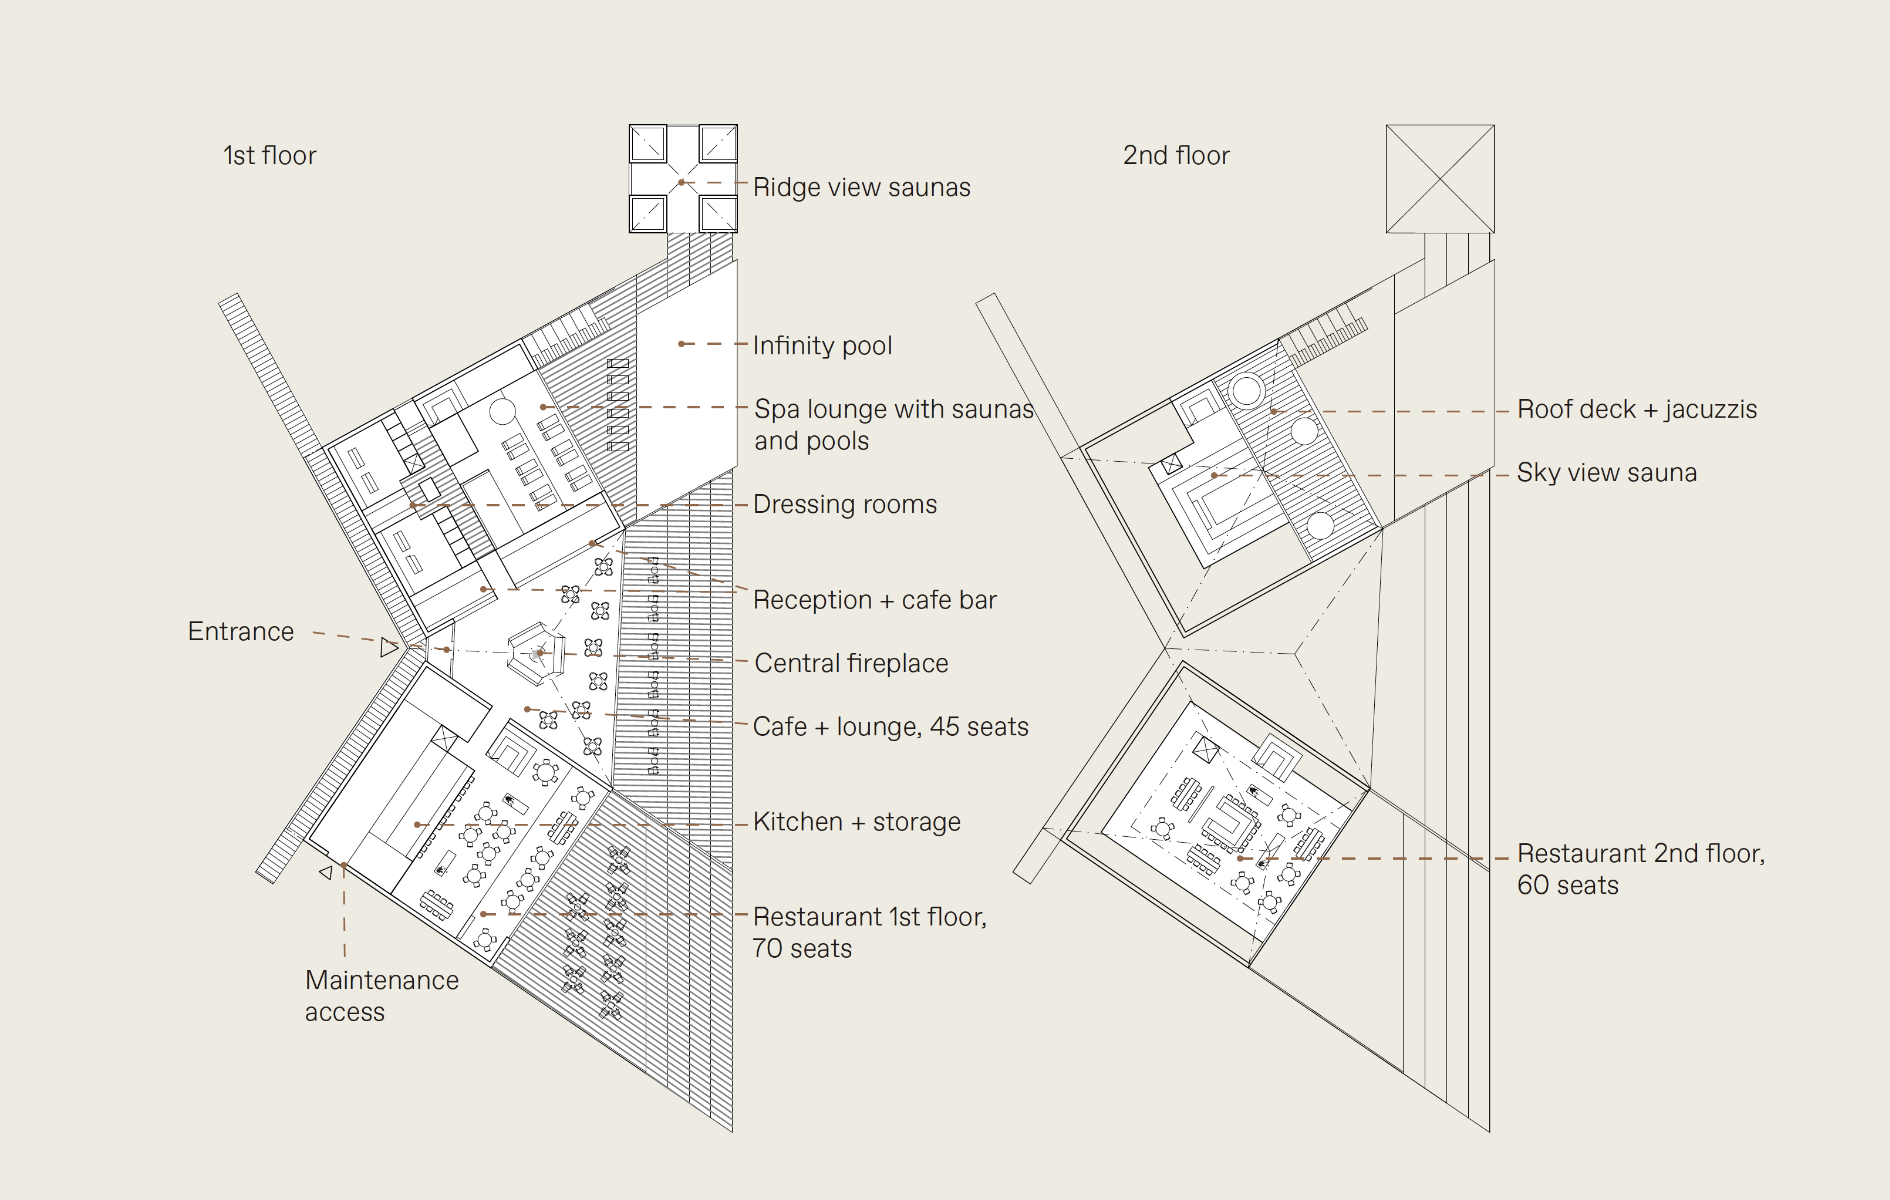 1st floor
Ridge view saunas
Infinity pool
Spa lounge with saunas
and pools
Dressing rooms
Reception + cafe bar
Entrance
Central fireplace
Cafe + lounge, 45 seats
Kitchen + storage
Restaurant 1st floor,
70 seats
Maintenance
access
2nd floor
Roof deck + jacuzzis
Sky view sauna
Restaurant 2nd floor,
60 seats